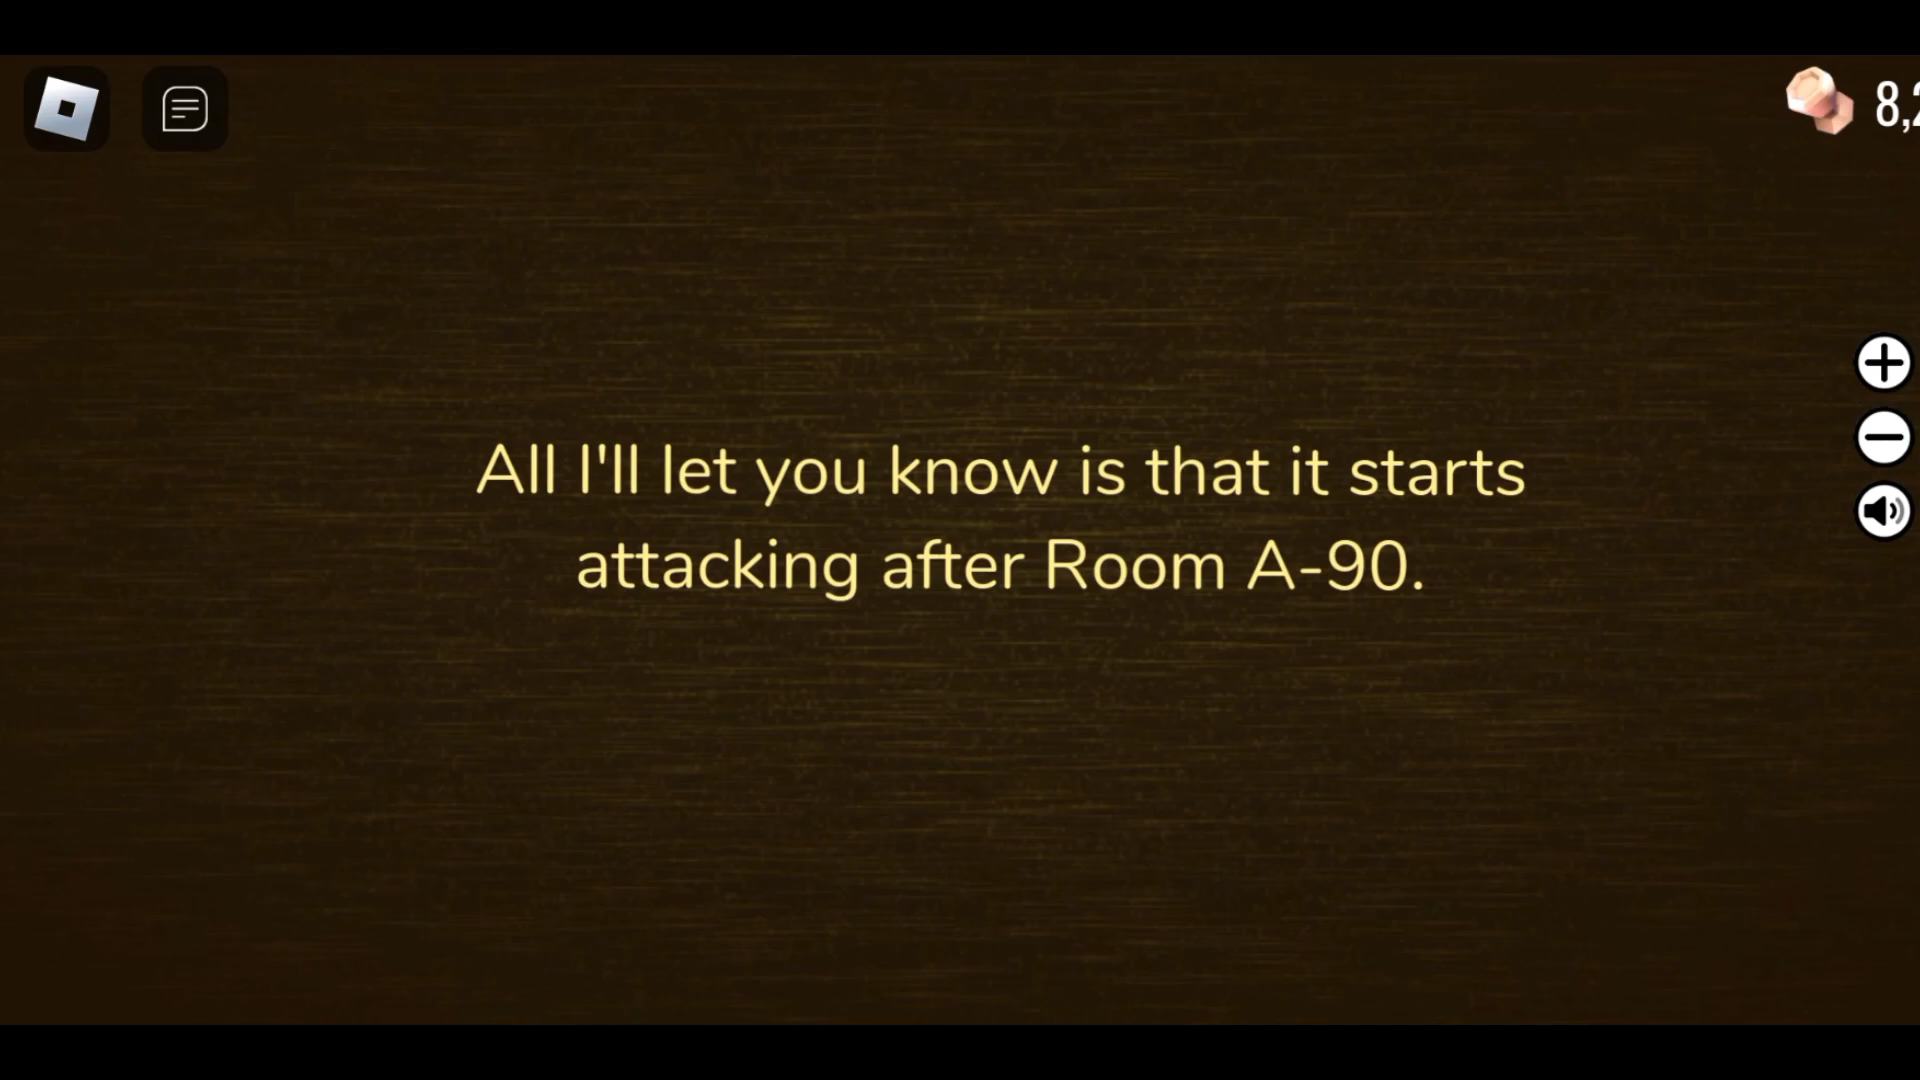 All I'll let you know is that it starts
attacking after Room A-90.